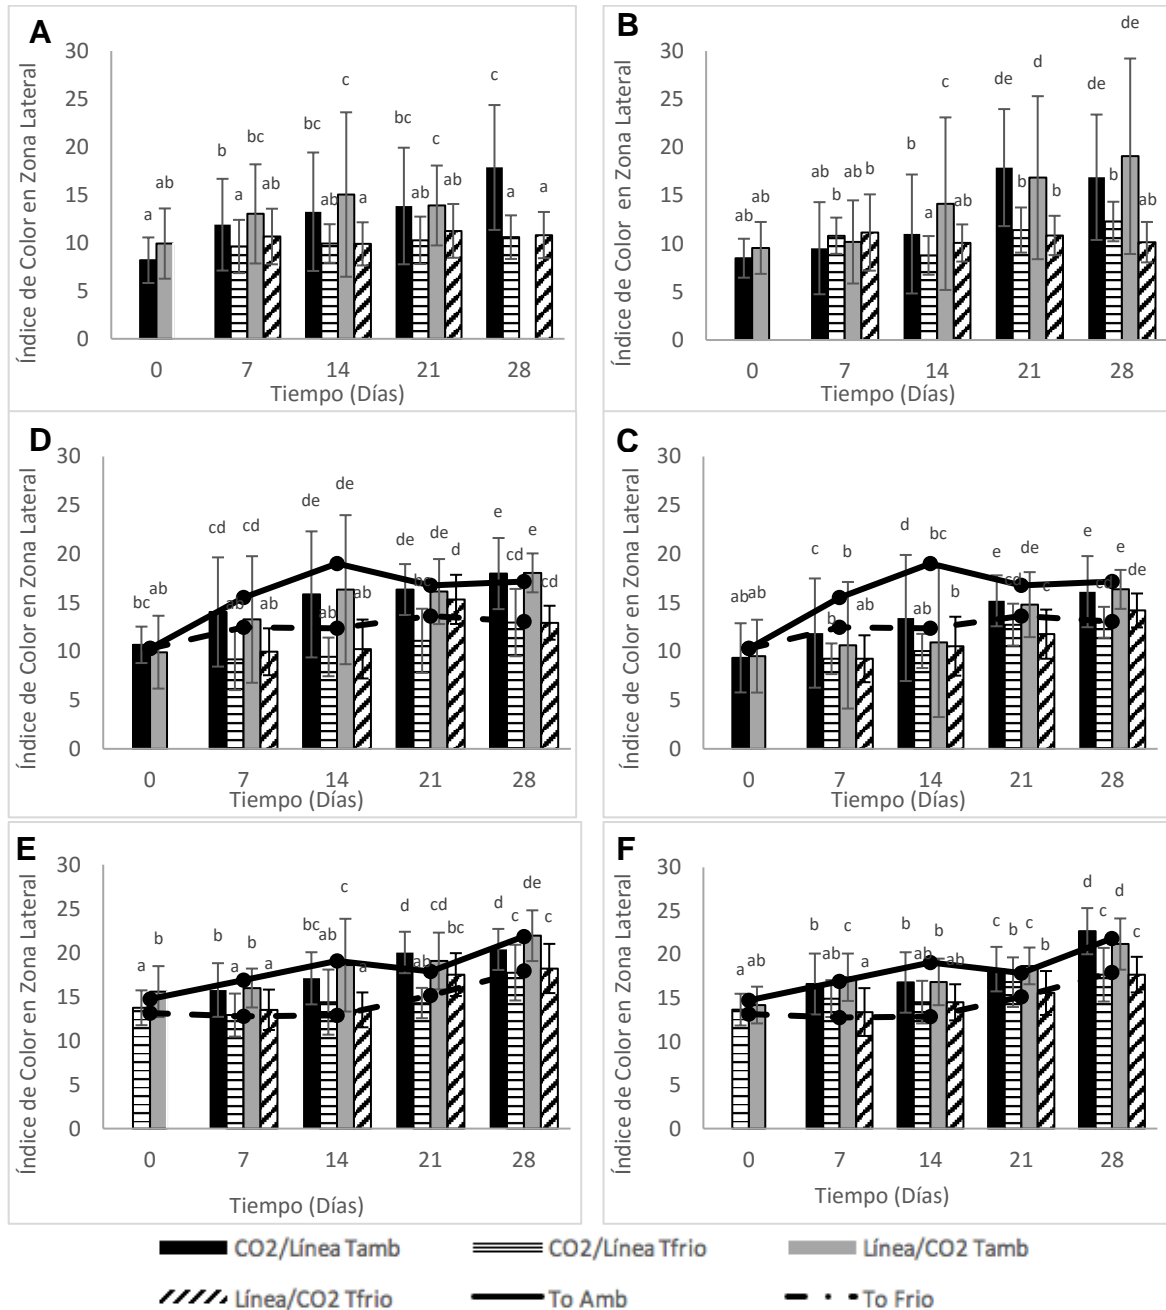 A
Índice de Color en Zona Lateral
30
25
20
15
10
5
0
a ab
b a bc ab
bc ab c a
bc ab c ab
c a a
0 7 14 21 28
Tiempo (Días)
B
Índice de Color en Zona Lateral
30
25
20
15
10
5
0
ab ab
ab b ab b
b a c ab
de b d b
de b de ab
0 7 14 21 28
Tiempo (Días)
D
Índice de Color en Zona Lateral
30
25
20
15
10
5
0
bc ab
cd ab cd ab
de ab de ab
de bc de d
e cd e cd
0 7 14 21 28
Tiempo (Días)
C
Índice de Color en Zona Lateral
30
25
20
15
10
5
0
ab ab
c b b ab
d ab bc b
e cd de c
e cd e de
0 7 14 21 28
Tiempo (Días)
E
Índice de Color en Zona Lateral
30
25
20
15
10
5
0
a b
b a b a
bc ab c a
d ab cd bc
d c de c
0 7 14 21 28
Tiempo (Días)
F
Índice de Color en Zona Lateral
30
25
20
15
10
5
0
a ab
b ab c a
b ab b ab
c b c b
d c d c
0 7 14 21 28
Tiempo (Días)
CO2/Línea Tamb CO2/Línea Tfrio Línea/CO2 Tamb
Línea/CO2 Tfrio To Amb To Frio